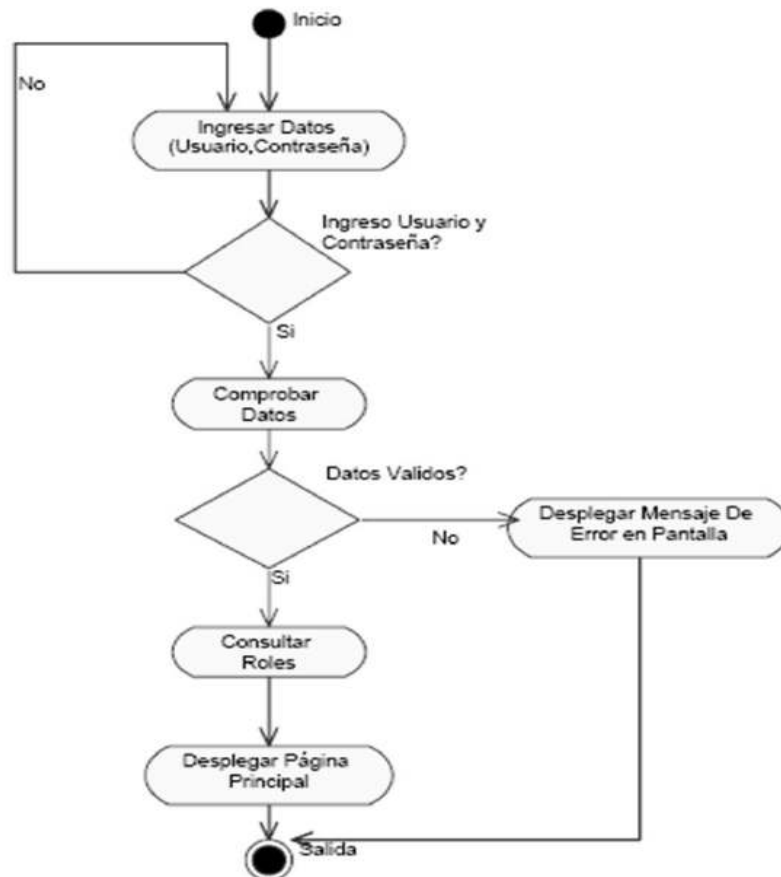 Inicio
No
Ingresar Datos
(Usuario,Contraseña)
Ingreso Usuario y
Contraseña?
Si
Comprobar
Datos
Datos Validos?
No
Desplegar Mensaje De
Error en Pantalla
Si
Consultar
Roles
Desplegar Página
Principal
Salida